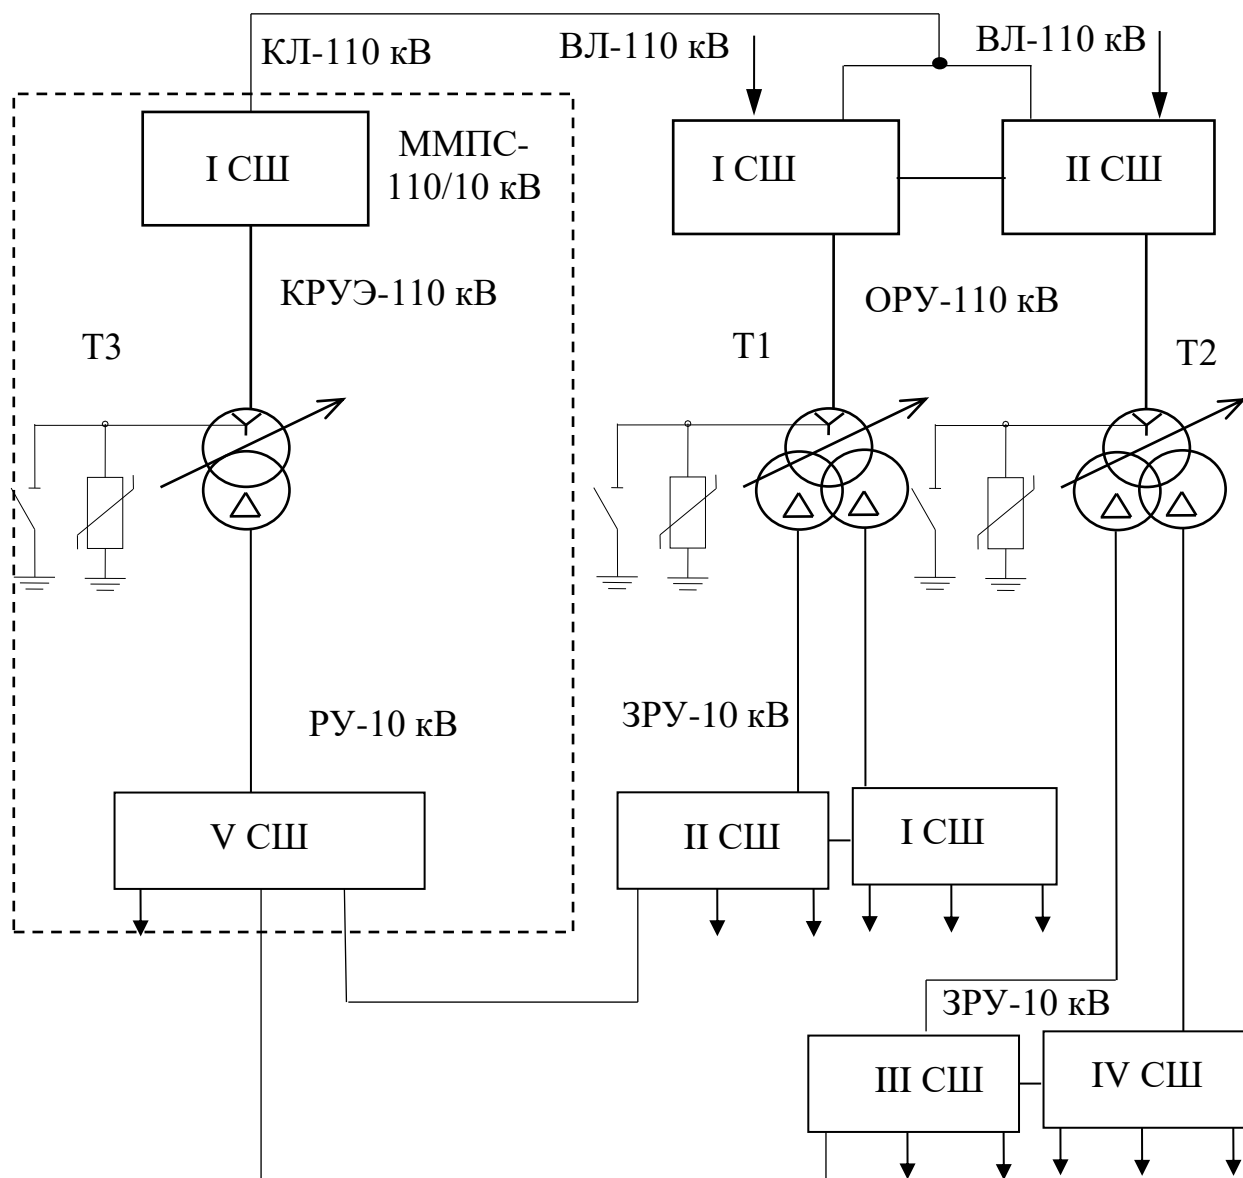 КЛ-110 кВ
ВЛ-110 кВ
ВЛ-110 кВ
I СШ
ММПС-
110/10 кВ
I СШ
II СШ
КРУЭ-110 кВ
ОРУ-110 кВ
Т3
Т1
Т2
РУ-10 кВ
ЗРУ-10 кВ
V СШ
II СШ
I СШ
ЗРУ-10 кВ
III СШ
IV СШ